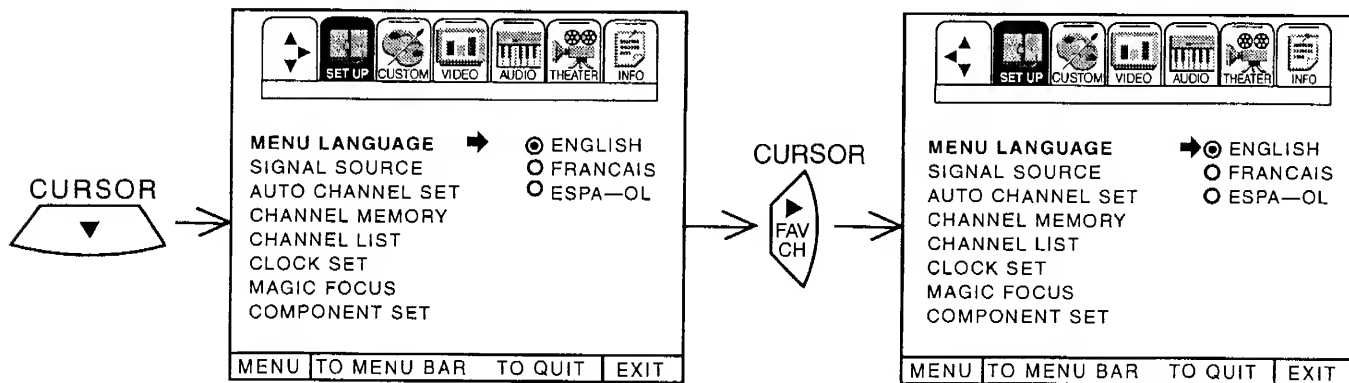 CURSOR
SET UP CUSTOM VIDEO AUDIO THEATER INFO
MENU LANGUAGE ENGLISH
SIGNAL SOURCE FRANCAIS
AUTO CHANNEL SET ESPA—OL
CHANNEL MEMORY
CHANNEL LIST
CLOCK SET
MAGIC FOCUS
COMPONENT SET
MENU TO MENU BAR TO QUIT EXIT
CURSOR
FAV
CH
SET UP CUSTOM VIDEO AUDIO THEATER INFO
MENU LANGUAGE ENGLISH
SIGNAL SOURCE FRANCAIS
AUTO CHANNEL SET ESPA—OL
CHANNEL MEMORY
CHANNEL LIST
CLOCK SET
MAGIC FOCUS
COMPONENT SET
MENU TO MENU BAR TO QUIT EXIT